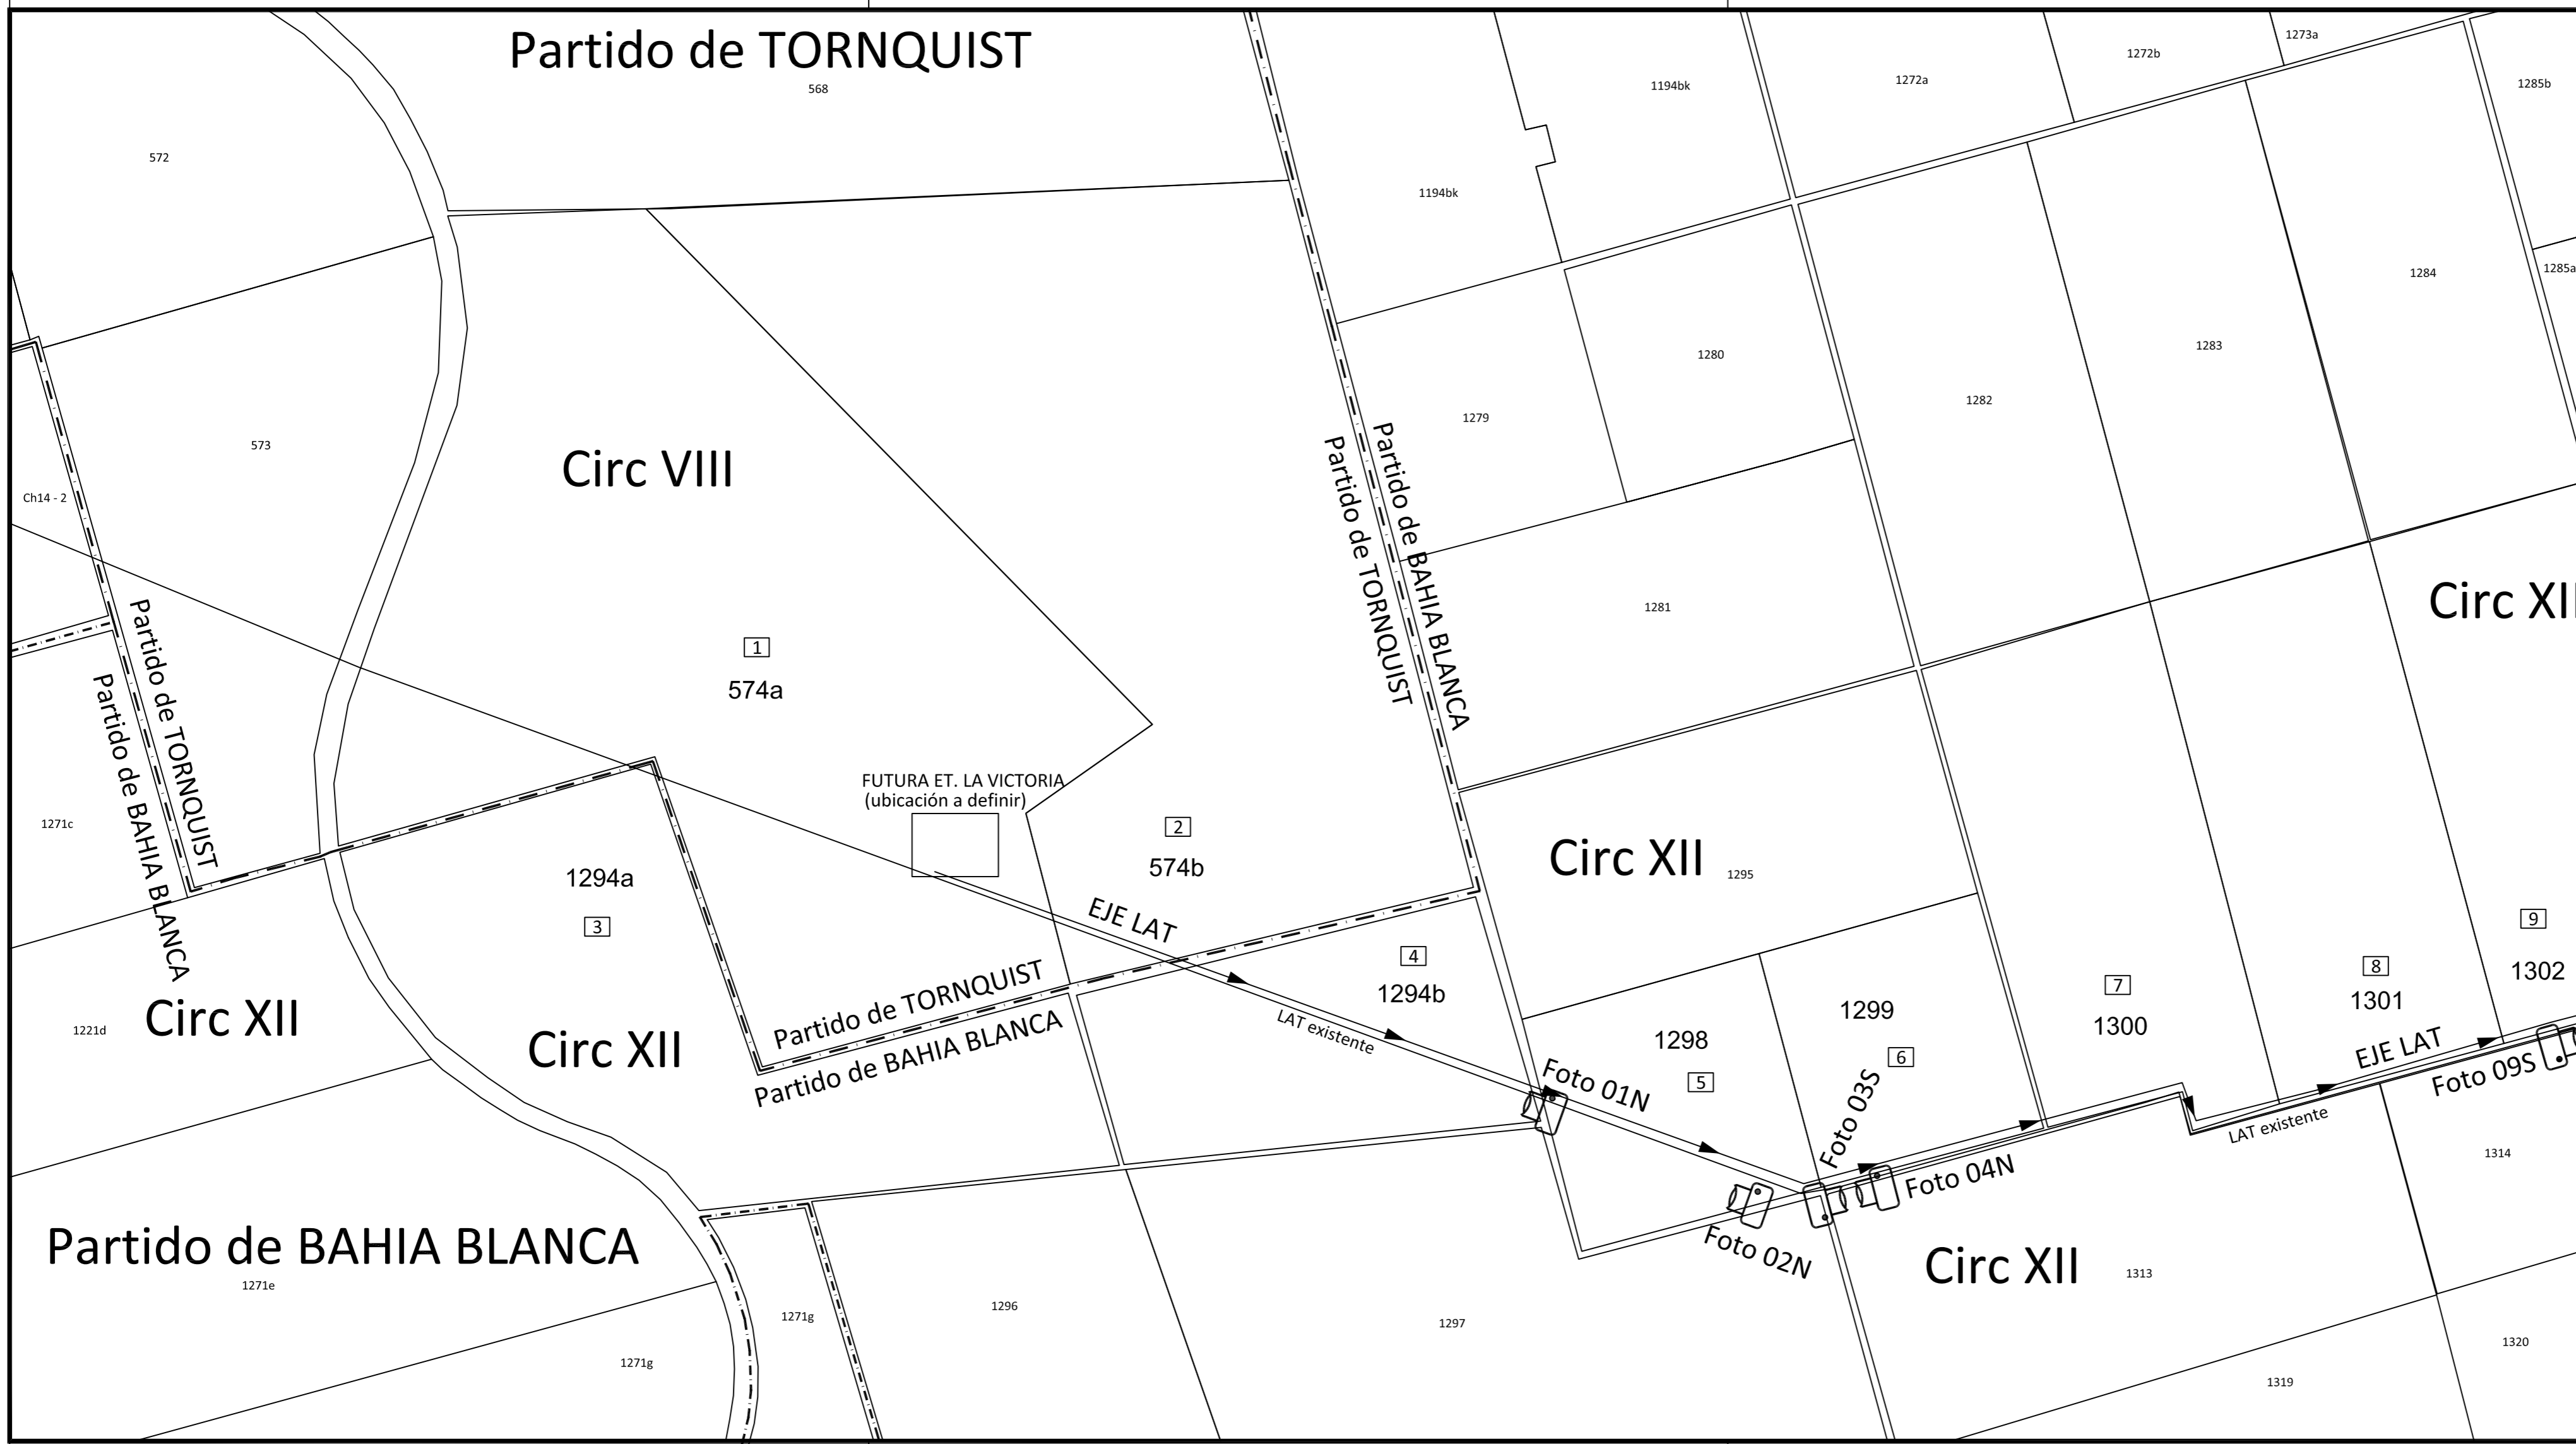 Partido de TORNQUIST
568
572
1194bk
1194bk
1272a
1272b
1273a
1285b
1285a
1284
1283
1282
1280
1279
1281
573
Ch14 - 2
Circ VIII
Partido de BAHIA BLANCA
Partido de TORNQUIST
Circ XII
1
574a
Partido de TORNQUIST
Partido de BAHIA BLANCA
FUTURA ET. LA VICTORIA
(ubicación a definir)
1271c
2
574b
Circ XII
1295
1294a
3
EJE LAT
4
1294b
9
1302
8
1301
7
1300
1299
6
1298
5
Partido de TORNQUIST
Partido de BAHIA BLANCA
LAT existente
Circ XII
1221d
Circ XII
Foto 01N
Foto 03S
EJE LAT
Foto 09S
LAT existente
Foto 04N
Foto 02N
1314
Partido de BAHIA BLANCA
1271e
Circ XII
1313
1271g
1296
1297
1271g
1320
1319